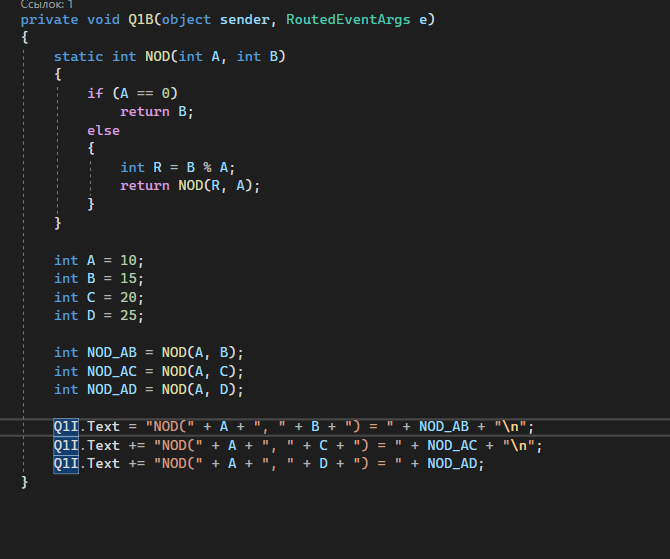 Ссылок: 1
private void Q1B(object sender, RoutedEventArgs e)
{
static int NOD(int A, int B)
{
if (A == 0)
return B;
else
{
int R = B % A;
return NOD(R, A);
}
}
int A = 10;
int B = 15;
int C = 20;
int D = 25;
int NOD_AB = NOD(A, B);
int NOD_AC = NOD(A, C);
int NOD_AD = NOD(A, D);
Q1I.Text = "NOD(" + A + ", " + B + ") = " + NOD_AB + "\n";
Q1I.Text += "NOD(" + A + ", " + C + ") = " + NOD_AC + "\n";
Q1I.Text += "NOD(" + A + ", " + D + ") = " + NOD_AD;
}